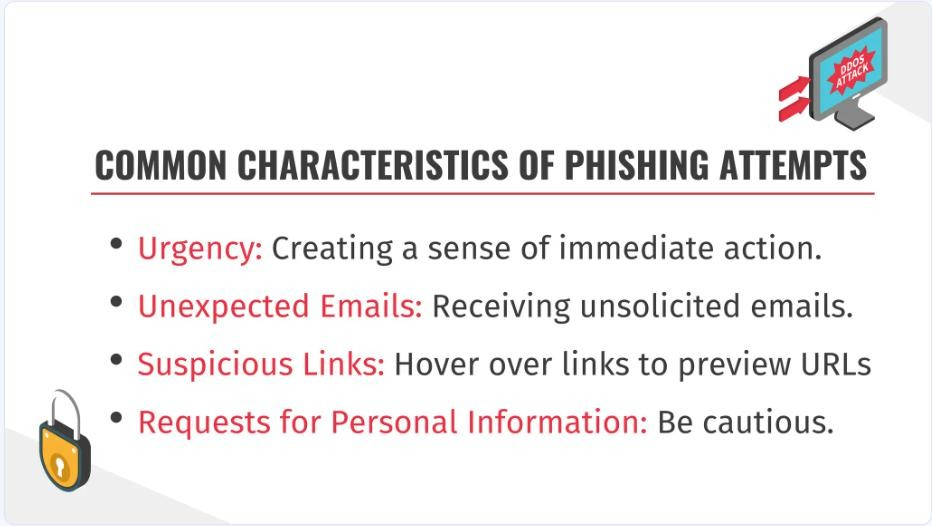 DDOS
ATTACK
COMMON CHARACTERISTICS OF PHISHING ATTEMPTS
• Urgency: Creating a sense of immediate action.
• Unexpected Emails: Receiving unsolicited emails.
• Suspicious Links: Hover over links to preview URLs
• Requests for Personal Information: Be cautious.